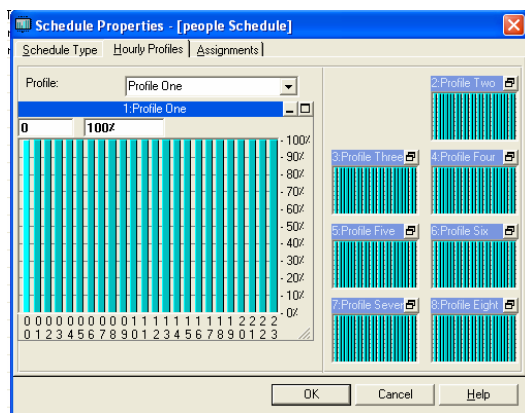 Schedule Properties - [people Schedule]
Schedule Type Hourly Profiles Assignments
Profile: Profile One
1:Profile One
0 100%
- 100%
- 90%
- 80%
- 70%
- 60%
- 50%
- 40%
- 30%
- 20%
- 10%
- 0%
0 0 0 0 0 0 0 0 0 0 1 1 1 1 1 1 1 1 1 1 2 2 2 2
0 1 2 3 4 5 6 7 8 9 0 1 2 3 4 5 6 7 8 9 0 1 2 3
2:Profile Two
3:Profile Three
4:Profile Four
5:Profile Five
6:Profile Six
7:Profile Seven
8:Profile Eight
OK Cancel Help